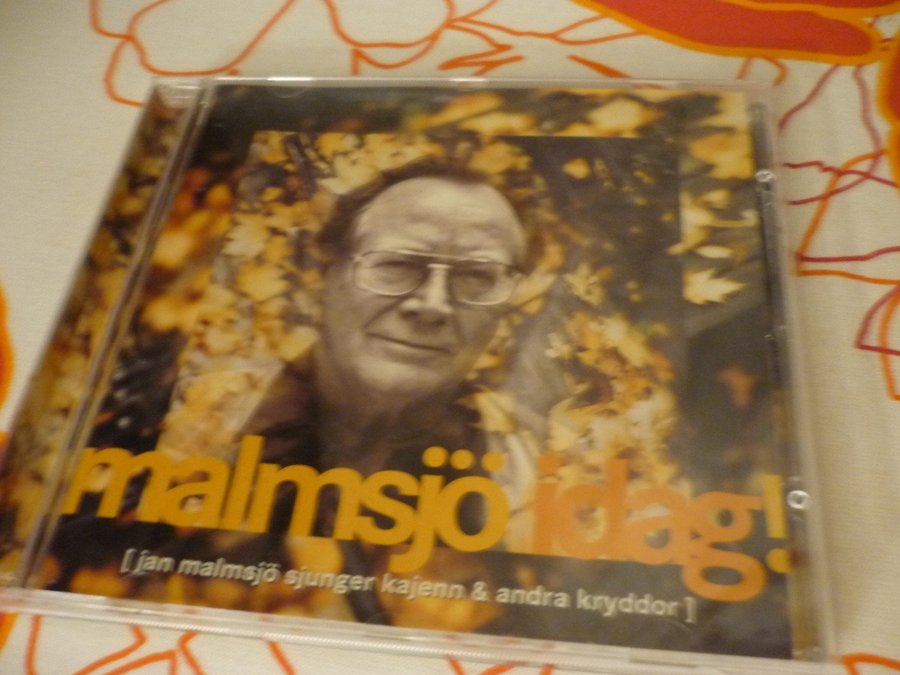 malmsjö idag!
[ jan malmsjö sjunger kajenn & andra kryddor ]